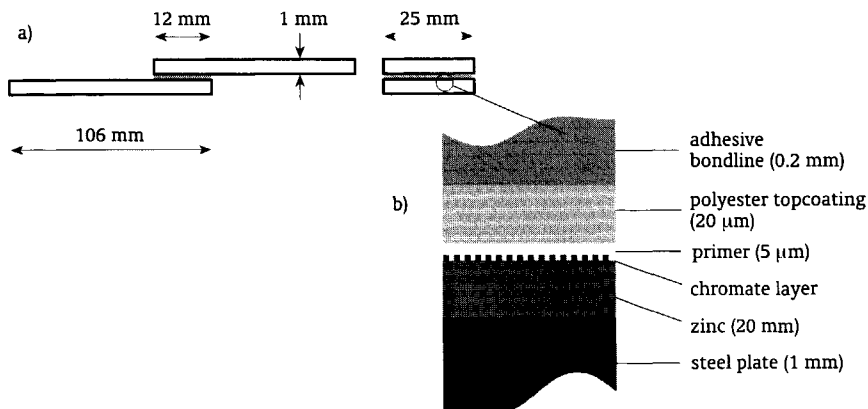 a)
12 mm
1 mm
25 mm
106 mm
b)
adhesive
bondline (0.2 mm)
polyester topcoating
(20 µm)
primer (5 µm)
chromate layer
zinc (20 mm)
steel plate (1 mm)